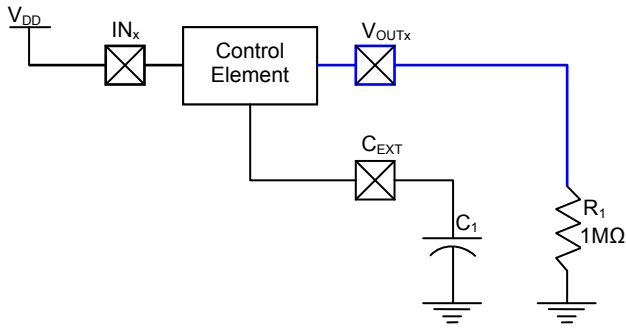 VDD
INx
Control
Element
VOUTx
CEXT
C1
R1
1MΩ